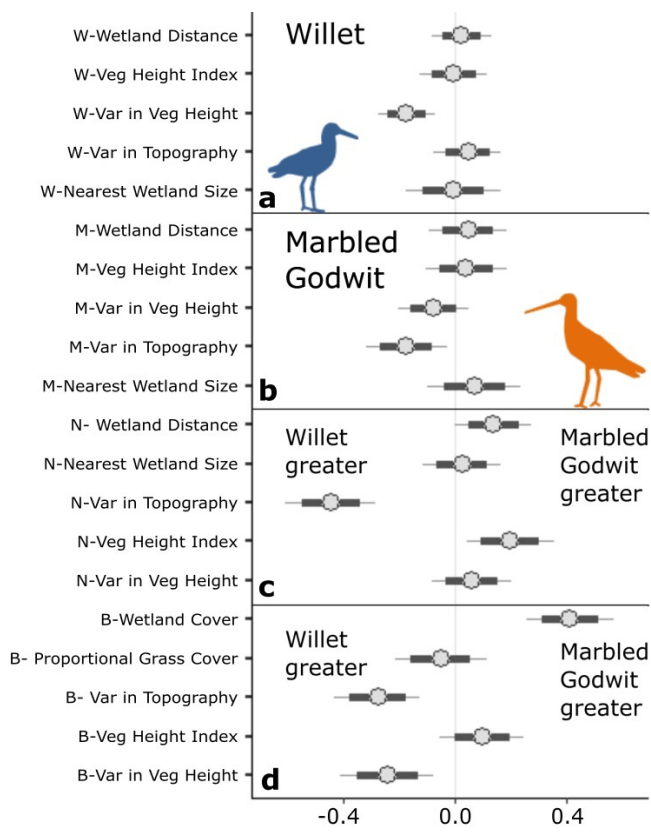 W-Wetland Distance
Willet
W-Veg Height Index
W-Var in Veg Height
W-Var in Topography
W-Nearest Wetland Size
a
M-Wetland Distance
Marbled
Godwit
M-Veg Height Index
M-Var in Veg Height
M-Var in Topography
M-Nearest Wetland Size
b
N- Wetland Distance
Willet
greater
Marbled
Godwit
greater
N-Nearest Wetland Size
N-Var in Topography
N-Veg Height Index
N-Var in Veg Height
c
B-Wetland Cover
Willet
greater
Marbled
Godwit
greater
B- Proportional Grass Cover
B- Var in Topography
B-Veg Height Index
B-Var in Veg Height
d
-0.4 0.0 0.4